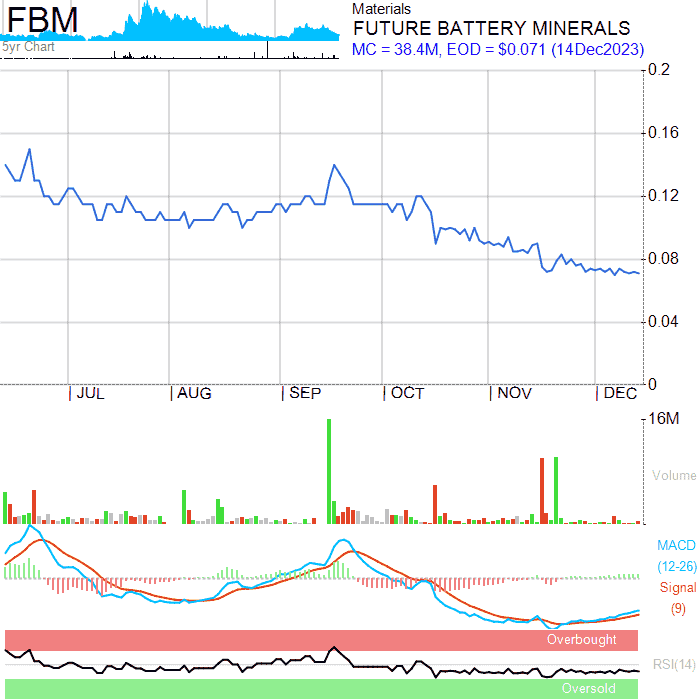 FBM
5yr Chart
Materials
FUTURE BATTERY MINERALS
MC = 38.4M, EOD = $0.071 (14Dec2023)
0.2
0.16
0.12
0.08
0.04
0
JUL AUG SEP OCT NOV DEC
16M
Volume
MACD
(12-26)
Signal
(9)
Overbought
RSI(14)
Oversold